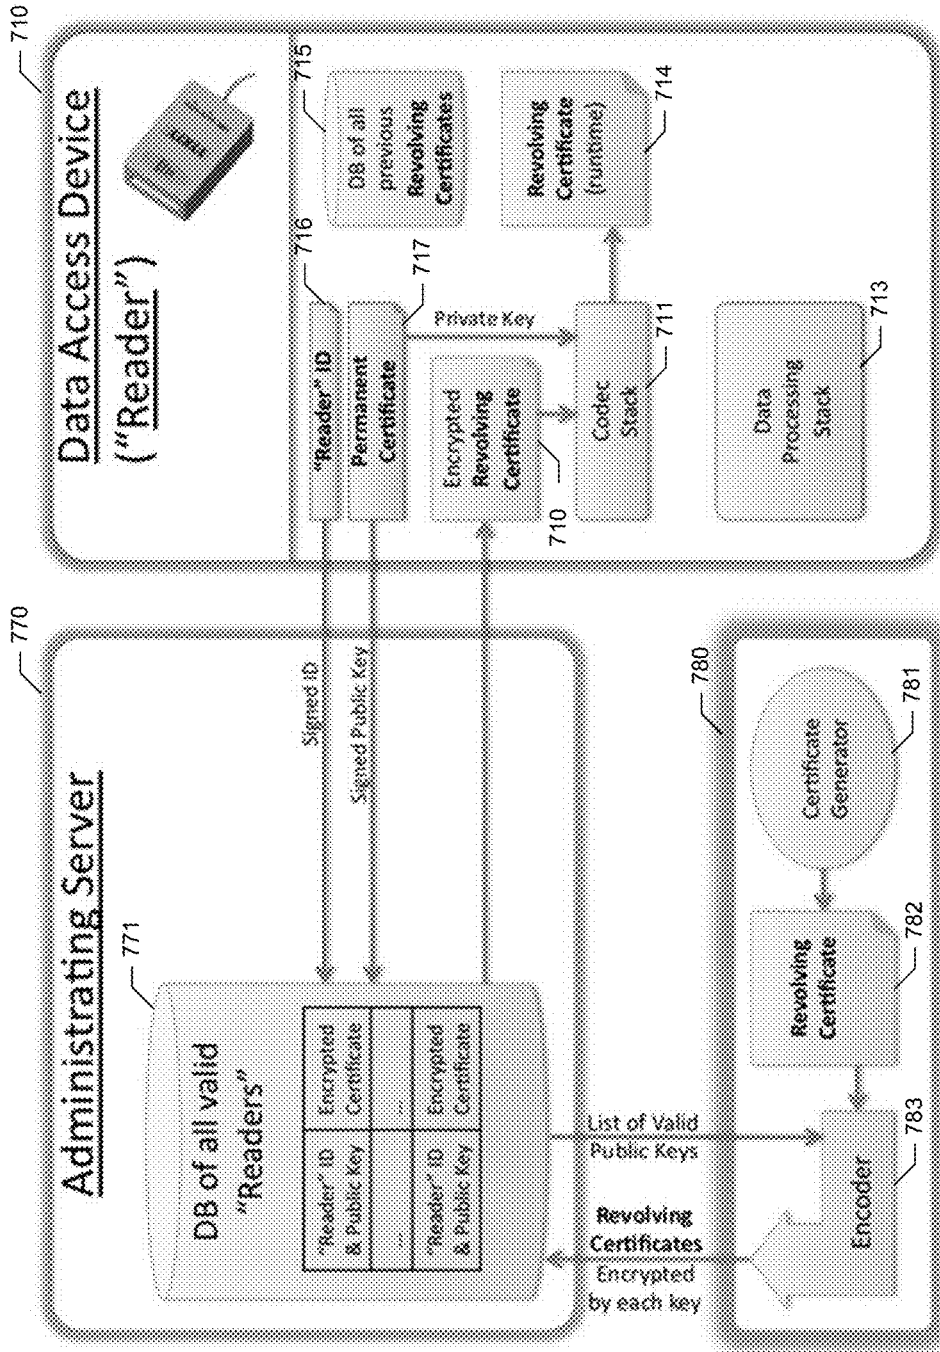 Administrating Server
770
771
DB of all valid
"Readers"
"Reader" ID
& Public Key
Encrypted
Certificate
...
...
"Reader" ID
& Public Key
Encrypted
Certificate
Signed ID
Signed Public Key
List of Valid
Public Keys
Revolving
Certificates
Encrypted
by each key
780
Certificate
Generator
781
Revolving
Certificate
782
Encoder
783
Data Access Device
("Reader")
710
"Reader" ID
716
Permanent
Certificate
717
DB of all
previous
Revolving
Certificates
715
Encrypted
Revolving
Certificate
710
Private Key
Codec
Stack
711
Revolving
Certificate
(runtime)
714
Data
Processing
Stack
713